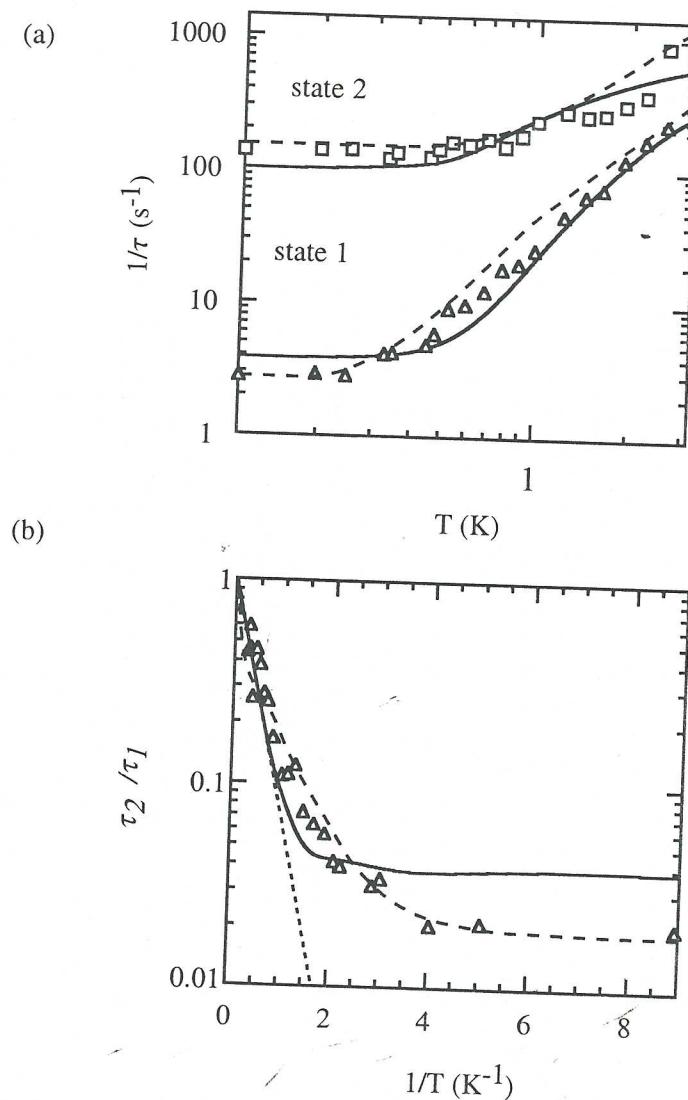 (a)
1000
state 2
100
1/τ (s⁻¹)
state 1
10
1
1
T (K)
(b)
1
τ₂ /τ₁
0.1
0.01
0
2
4
6
8
1/T (K⁻¹)